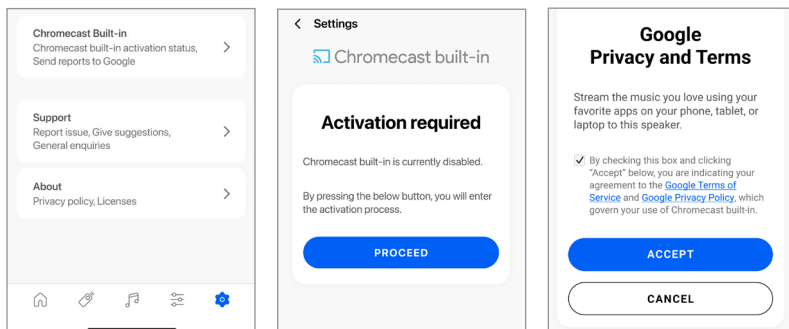 Chromecast Built-in
Chromecast built-in activation status,
Send reports to Google
Support
Report issue, Give suggestions,
General enquiries
About
Privacy policy, Licenses
Settings
Chromecast built-in
Activation required
Chromecast built-in is currently disabled.
By pressing the below button, you will enter
the activation process.
PROCEED
Google
Privacy and Terms
Stream the music you love using your
favorite apps on your phone, tablet, or
laptop to this speaker.
By checking this box and clicking
"Accept" below, you are indicating your
agreement to the Google Terms of
Service and Google Privacy Policy, which
govern your use of Chromecast built-in.
ACCEPT
CANCEL